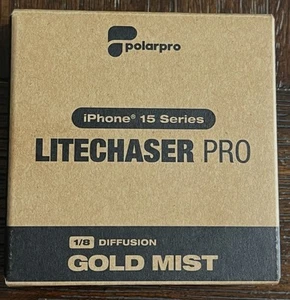 polarpro
iPhone® 15 Series
LITECHASER PRO
1/8 DIFFUSION
GOLD MIST